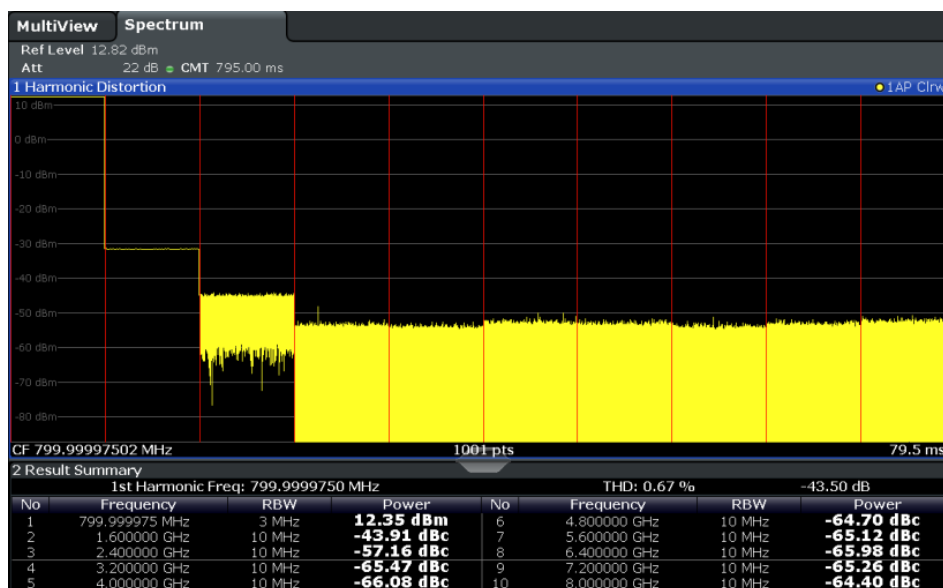 MultiView Spectrum
Ref Level 12.82 dBm
Att 22 dB CMT 795.00 ms
1 Harmonic Distortion 1AP Clrw
10 dBm
0 dBm
-10 dBm
-20 dBm
-30 dBm
-40 dBm
-50 dBm
-60 dBm
-70 dBm
-80 dBm
CF 799.99997502 MHz 1001 pts 79.5 ms
2 Result Summary
1st Harmonic Freq: 799.9999750 MHz THD: 0.67 % -43.50 dB
No Frequency RBW Power No Frequency RBW Power
1 799.999975 MHz 3 MHz 12.35 dBm 6 4.800000 GHz 10 MHz -64.70 dBc
2 1.600000 GHz 10 MHz -43.91 dBc 7 5.600000 GHz 10 MHz -65.12 dBc
3 2.400000 GHz 10 MHz -57.16 dBc 8 6.400000 GHz 10 MHz -65.98 dBc
4 3.200000 GHz 10 MHz -65.47 dBc 9 7.200000 GHz 10 MHz -65.26 dBc
5 4.000000 GHz 10 MHz -66.08 dBc 10 8.000000 GHz 10 MHz -64.40 dBc